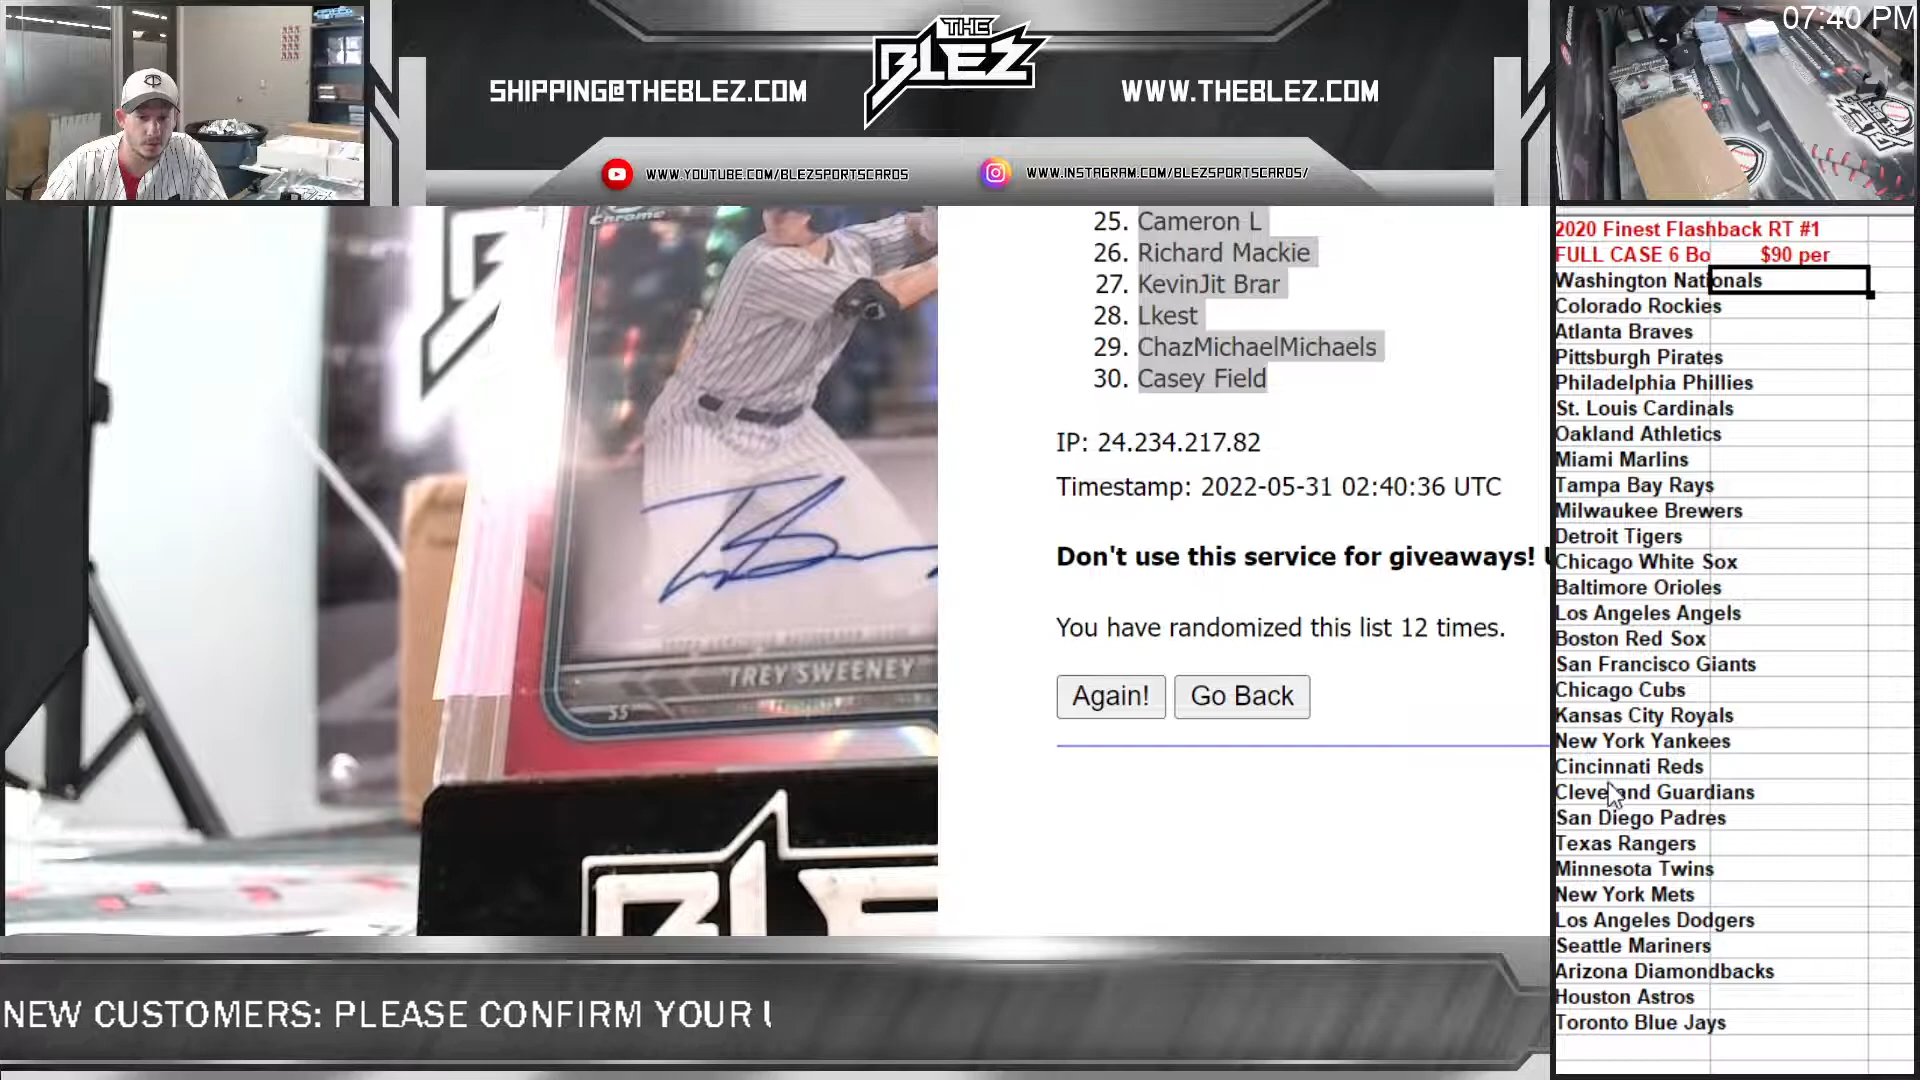 07:40 PM
THE
BLEZ
SHIPPING@THEBLEZ.COM
WWW.THEBLEZ.COM
WWW.YOUTUBE.COM/BLEZSPORTSCARDS
WWW.INSTAGRAM.COM/BLEZSPORTSCARDS/
Chrome
TREY SWEENEY
SS
25. Cameron L
26. Richard Mackie
27. KevinJit Brar
28. Lkest
29. ChazMichaelMichaels
30. Casey Field
IP: 24.234.217.82
Timestamp: 2022-05-31 02:40:36 UTC
Don't use this service for giveaways!
You have randomized this list 12 times.
Again! Go Back
2020 Finest Flashback RT #1
FULL CASE 6 Bo $90 per
Washington Nationals
Colorado Rockies
Atlanta Braves
Pittsburgh Pirates
Philadelphia Phillies
St. Louis Cardinals
Oakland Athletics
Miami Marlins
Tampa Bay Rays
Milwaukee Brewers
Detroit Tigers
Chicago White Sox
Baltimore Orioles
Los Angeles Angels
Boston Red Sox
San Francisco Giants
Chicago Cubs
Kansas City Royals
New York Yankees
Cincinnati Reds
Cleveland Guardians
San Diego Padres
Texas Rangers
Minnesota Twins
New York Mets
Los Angeles Dodgers
Seattle Mariners
Arizona Diamondbacks
Houston Astros
Toronto Blue Jays
NEW CUSTOMERS: PLEASE CONFIRM YOUR